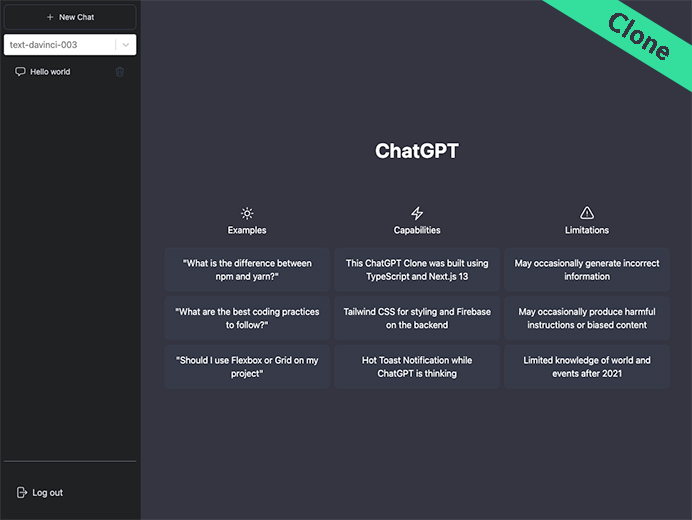 New Chat
text-davinci-003
Hello world
Log out
Clone
ChatGPT
Examples
"What is the difference between
npm and yarn?"
"What are the best coding practices
to follow?"
"Should I use Flexbox or Grid on my
project"
Capabilities
This ChatGPT Clone was built using
TypeScript and Next.js 13
Tailwind CSS for styling and Firebase
on the backend
Hot Toast Notification while
ChatGPT is thinking
Limitations
May occasionally generate incorrect
information
May occasionally produce harmful
instructions or biased content
Limited knowledge of world and
events after 2021